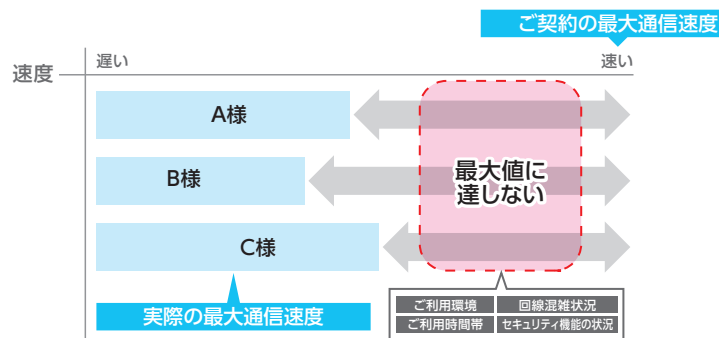 ご契約の最大通信速度
速度
遅い
速い
A様
B様
C様
最大値に
達しない
実際の最大通信速度
ご利用環境
回線混雑状況
ご利用時間帯
セキュリティ機能の状況